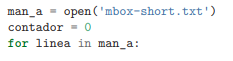 man_a = open('mbox-short.txt')
contador = 0
for linea in man_a: